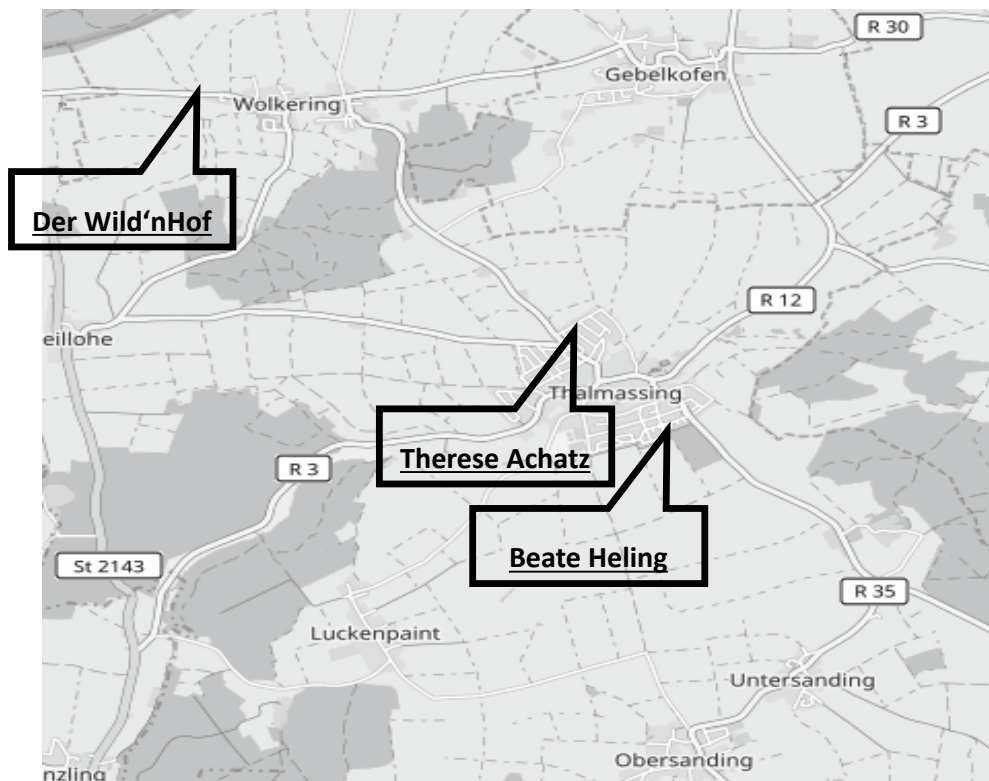 R 30
Gebelkofen
Wolkering
R 3
Der Wild‘nHof
R 12
eillohe
Thalmassing
Therese Achatz
R 3
Beate Heling
St 2143
R 35
Luckenpaint
Untersanding
Obersanding
nzling